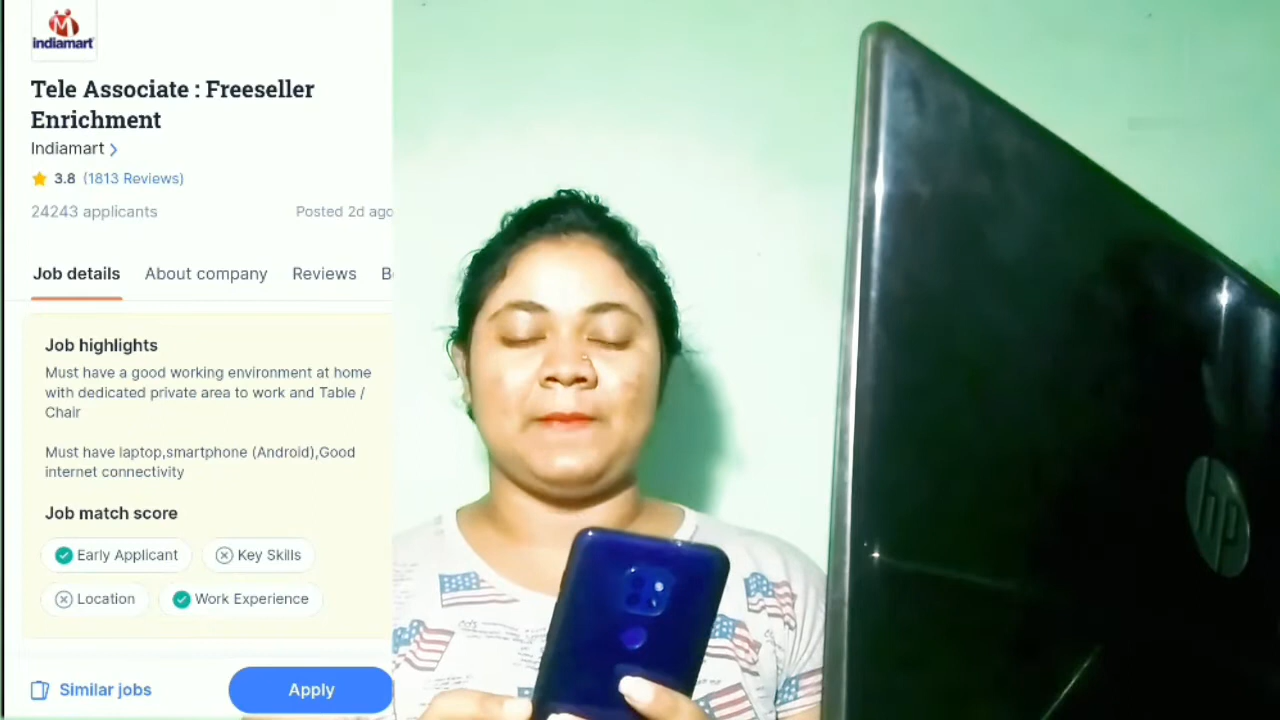 indiamart
Tele Associate : Freeseller
Enrichment
Indiamart
3.8 (1813 Reviews)
24243 applicants Posted 2d ago
Job details About company Reviews
Job highlights
Must have a good working environment at home
with dedicated private area to work and Table /
Chair
Must have laptop,smartphone (Android),Good
internet connectivity
Job match score
Early Applicant Key Skills
Location Work Experience
Similar jobs Apply
hp